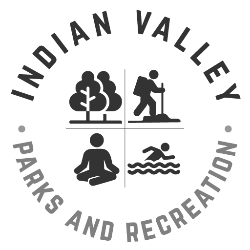 INDIAN VALLEY
PARKS AND RECREATION